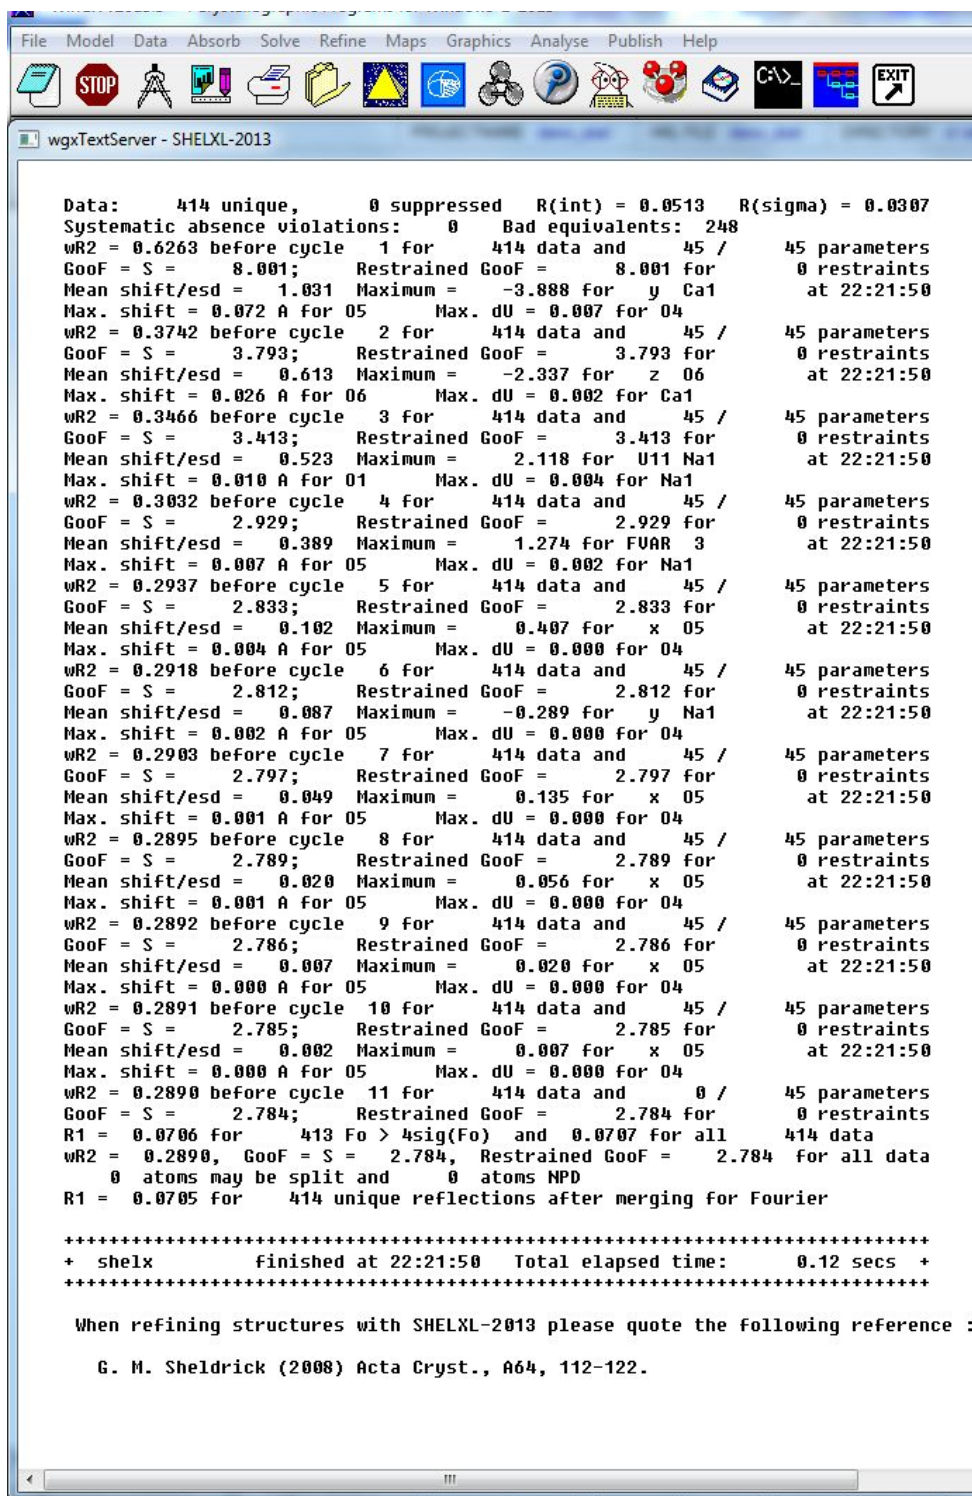 File Model Data Absorb Solve Refine Maps Graphics Analyse Publish Help
STOP C:\>_ EXIT
wgxTextServer - SHELXL-2013
Data: 414 unique, 0 suppressed R(int) = 0.0513 R(sigma) = 0.0307
Systematic absence violations: 0 Bad equivalents: 248
wR2 = 0.6263 before cycle 1 for 414 data and 45 / 45 parameters
GooF = S = 8.001; Restrained GooF = 8.001 for 0 restraints
Mean shift/esd = 1.031 Maximum = -3.888 for y Ca1 at 22:21:50
Max. shift = 0.072 A for O5 Max. dU = 0.007 for O4
wR2 = 0.3742 before cycle 2 for 414 data and 45 / 45 parameters
GooF = S = 3.793; Restrained GooF = 3.793 for 0 restraints
Mean shift/esd = 0.613 Maximum = -2.337 for z O6 at 22:21:50
Max. shift = 0.026 A for O6 Max. dU = 0.002 for Ca1
wR2 = 0.3466 before cycle 3 for 414 data and 45 / 45 parameters
GooF = S = 3.413; Restrained GooF = 3.413 for 0 restraints
Mean shift/esd = 0.523 Maximum = 2.118 for U11 Na1 at 22:21:50
Max. shift = 0.010 A for O1 Max. dU = 0.004 for Na1
wR2 = 0.3032 before cycle 4 for 414 data and 45 / 45 parameters
GooF = S = 2.929; Restrained GooF = 2.929 for 0 restraints
Mean shift/esd = 0.389 Maximum = 1.274 for FVAR 3 at 22:21:50
Max. shift = 0.007 A for O5 Max. dU = 0.002 for Na1
wR2 = 0.2937 before cycle 5 for 414 data and 45 / 45 parameters
GooF = S = 2.833; Restrained GooF = 2.833 for 0 restraints
Mean shift/esd = 0.102 Maximum = 0.407 for x O5 at 22:21:50
Max. shift = 0.004 A for O5 Max. dU = 0.000 for O4
wR2 = 0.2918 before cycle 6 for 414 data and 45 / 45 parameters
GooF = S = 2.812; Restrained GooF = 2.812 for 0 restraints
Mean shift/esd = 0.087 Maximum = -0.289 for y Na1 at 22:21:50
Max. shift = 0.002 A for O5 Max. dU = 0.000 for O4
wR2 = 0.2903 before cycle 7 for 414 data and 45 / 45 parameters
GooF = S = 2.797; Restrained GooF = 2.797 for 0 restraints
Mean shift/esd = 0.049 Maximum = 0.135 for x O5 at 22:21:50
Max. shift = 0.001 A for O5 Max. dU = 0.000 for O4
wR2 = 0.2895 before cycle 8 for 414 data and 45 / 45 parameters
GooF = S = 2.789; Restrained GooF = 2.789 for 0 restraints
Mean shift/esd = 0.020 Maximum = 0.056 for x O5 at 22:21:50
Max. shift = 0.001 A for O5 Max. dU = 0.000 for O4
wR2 = 0.2892 before cycle 9 for 414 data and 45 / 45 parameters
GooF = S = 2.786; Restrained GooF = 2.786 for 0 restraints
Mean shift/esd = 0.007 Maximum = 0.020 for x O5 at 22:21:50
Max. shift = 0.000 A for O5 Max. dU = 0.000 for O4
wR2 = 0.2891 before cycle 10 for 414 data and 45 / 45 parameters
GooF = S = 2.785; Restrained GooF = 2.785 for 0 restraints
Mean shift/esd = 0.002 Maximum = 0.007 for x O5 at 22:21:50
Max. shift = 0.000 A for O5 Max. dU = 0.000 for O4
wR2 = 0.2890 before cycle 11 for 414 data and 0 / 45 parameters
GooF = S = 2.784; Restrained GooF = 2.784 for 0 restraints
R1 = 0.0706 for 413 Fo > 4sig(Fo) and 0.0707 for all 414 data
wR2 = 0.2890, GooF = S = 2.784, Restrained GooF = 2.784 for all data
0 atoms may be split and 0 atoms NPD
R1 = 0.0705 for 414 unique reflections after merging for Fourier
+++++++++++++++++++++++++++++++++++++++++++++++++++++++++++++++++++++++++++++++
+ shelx finished at 22:21:50 Total elapsed time: 0.12 secs +
+++++++++++++++++++++++++++++++++++++++++++++++++++++++++++++++++++++++++++++++
When refining structures with SHELXL-2013 please quote the following reference :
G. M. Sheldrick (2008) Acta Cryst., A64, 112-122.